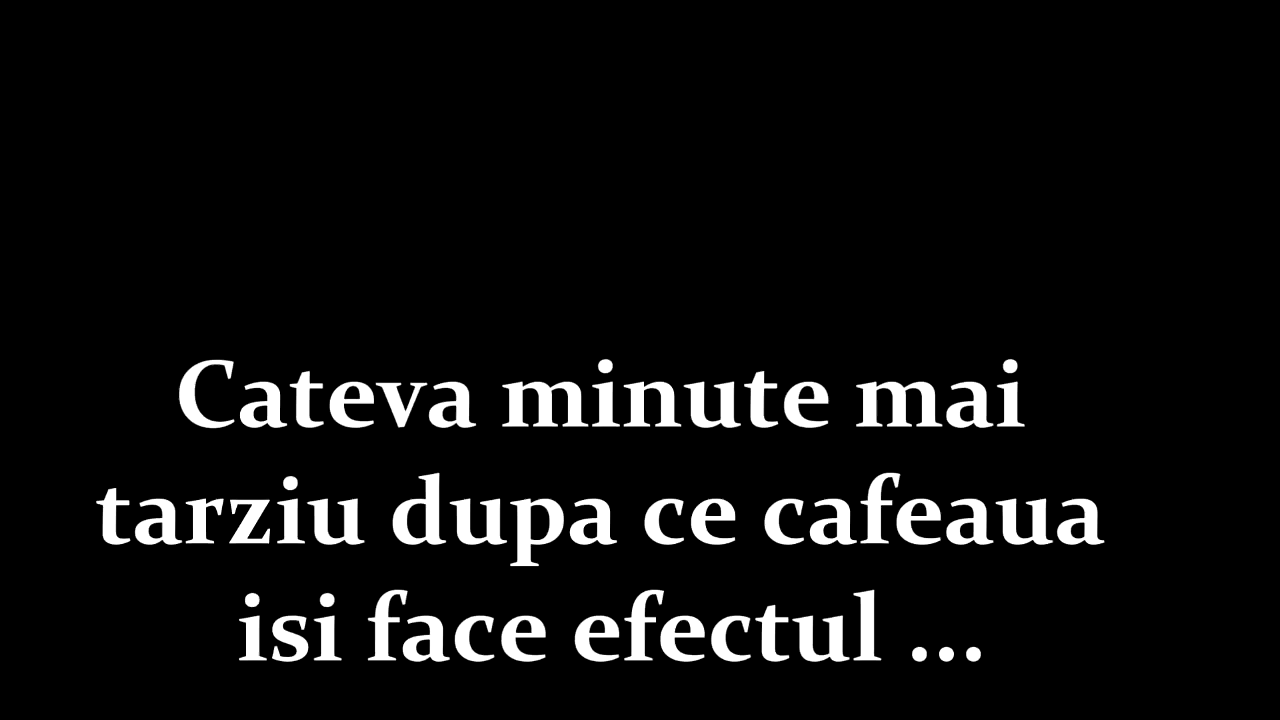 Cateva minute mai
tarziu dupa ce cafeaua
isi face efectul ...